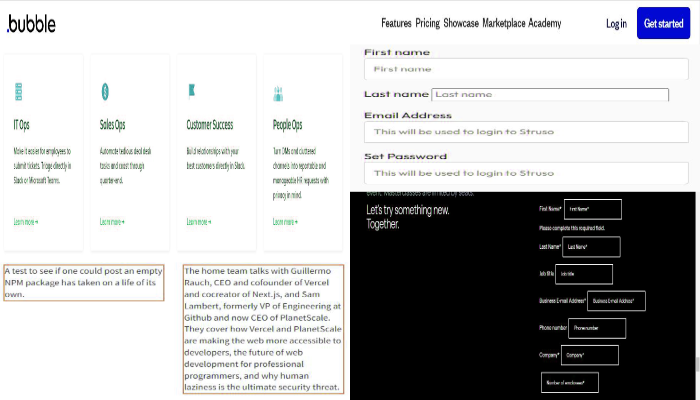 .bubble
Features Pricing Showcase Marketplace Academy
Log in
Get started
IT Ops
Make it easier for employees to
submit tickets. Triage directly in
Slack or Microsoft Teams.
Learn more→
Sales Ops
Automate tedious deal desk
tasks and coast through
quarter-end.
Learn more→
Customer Success
Build relationships with your
best customers directly in Slack.
Learn more→
People Ops
Turn DMs and cluttered
channels into reportable and
manageable HR requests with
privacy in mind.
Learn more→
First name
First name
Last name Last name
Email Address
This will be used to login to Struso
Set Password
This will be used to login to Struso
A test to see if one could post an empty
NPM package has taken on a life of its
own.
The home team talks with Guillermo
Rauch, CEO and cofounder of Vercel
and cocreator of Next.js, and Sam
Lambert, formerly VP of Engineering at
Github and now CEO of PlanetScale.
They cover how Vercel and PlanetScale
are making the web more accessible to
developers, the future of web
development for professional
programmers, and why human
laziness is the ultimate security threat.
event. Masterclasses are limited by seats.
Let's try something new.
Together.
First Name* First Name*
Please complete this required field.
Last Name* Last Name*
Job title Job title
Business E-mail Address* Business E-mail Address*
Phone number Phone number
Company* Company*
Number of employees*